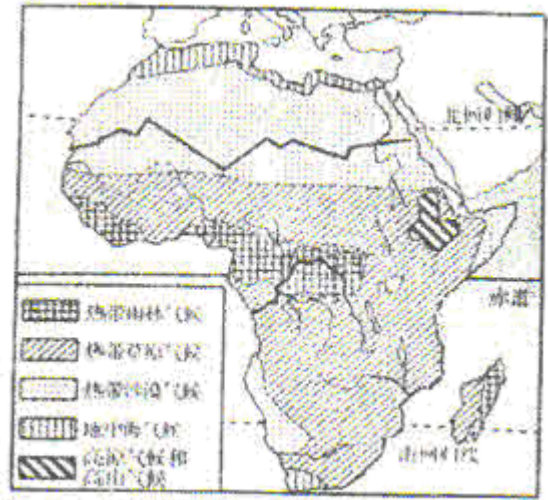 北回归线
赤道
热带雨林气候
热带草原气候
热带沙漠气候
地中海气候
高原气候和
高山气候
南回归线